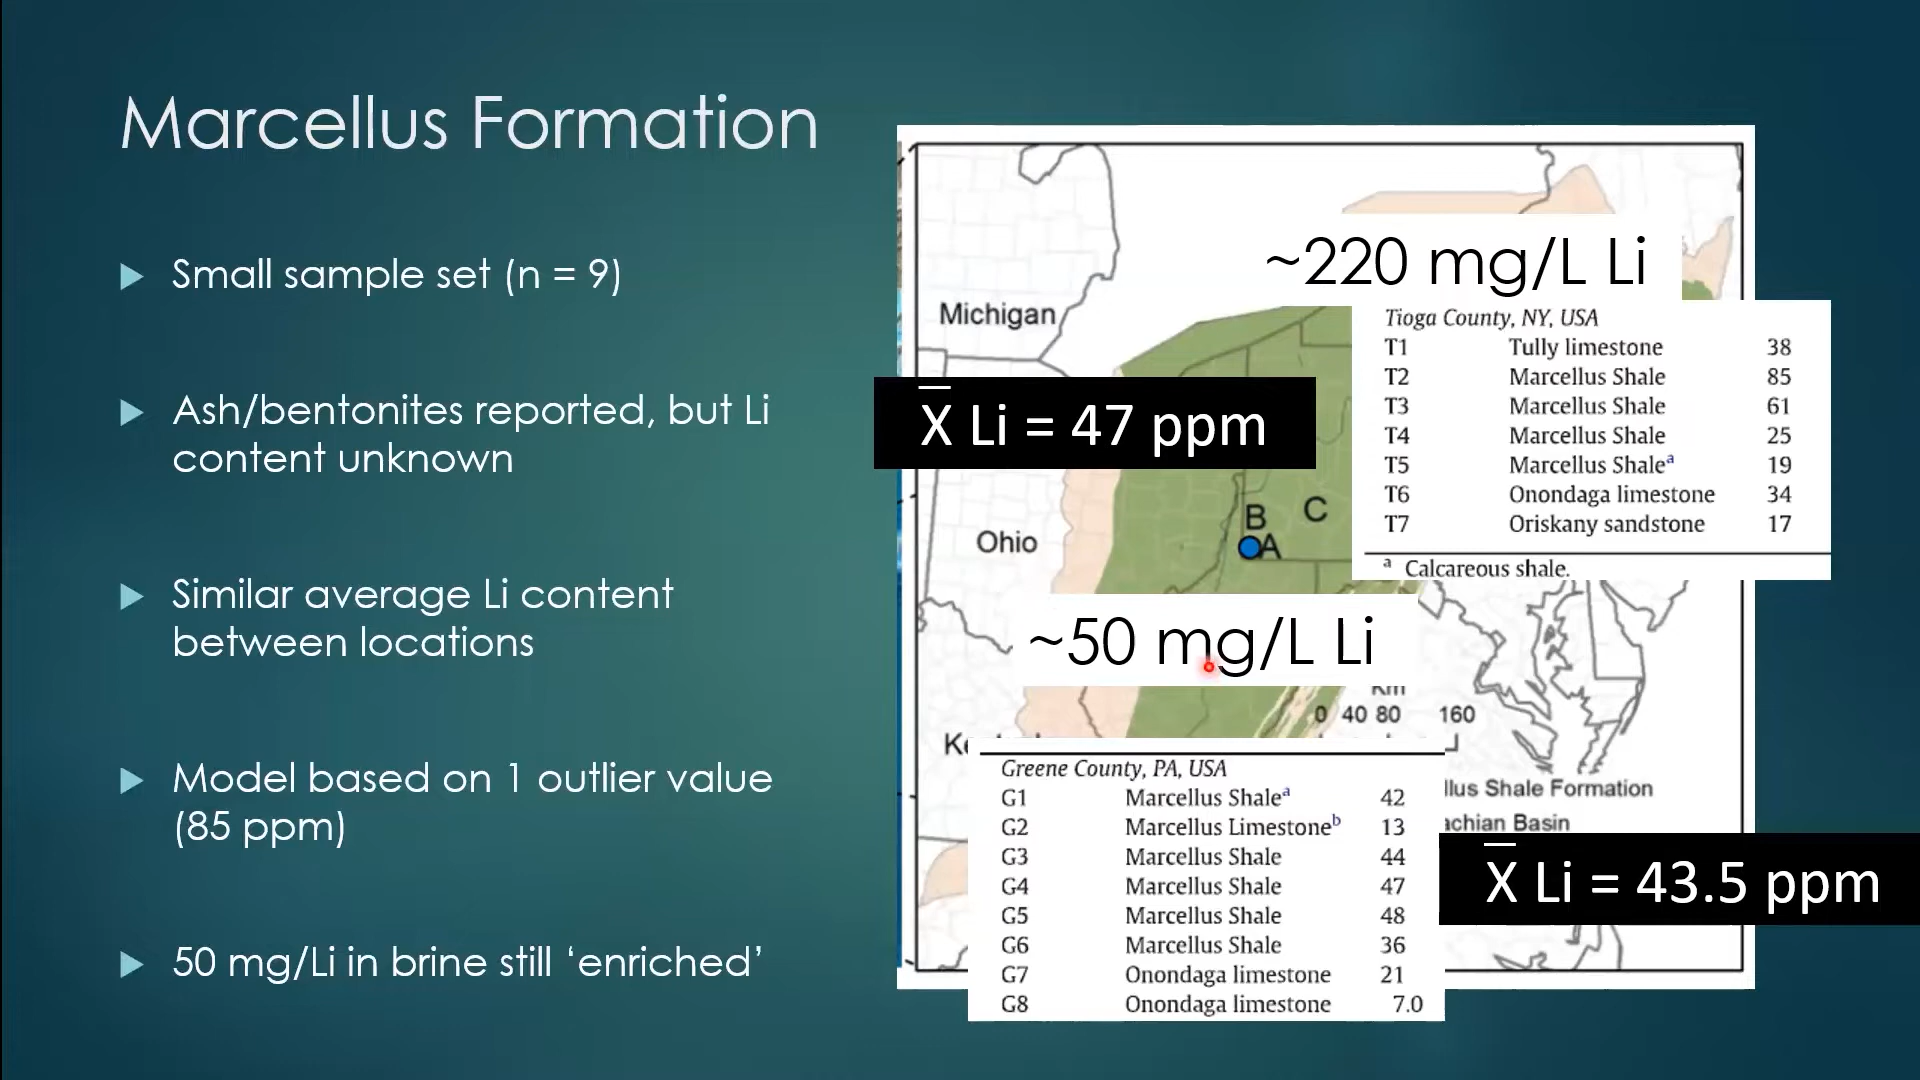 Marcellus Formation
▶ Small sample set (n = 9)
▶ Ash/bentonites reported, but Li
content unknown
▶ Similar average Li content
between locations
▶ Model based on 1 outlier value
(85 ppm)
▶ 50 mg/Li in brine still ‘enriched’
~220 mg/L Li
Michigan
Tioga County, NY, USA
T1 Tully limestone 38
T2 Marcellus Shale 85
T3 Marcellus Shale 61
T4 Marcellus Shale 25
T5 Marcellus Shaleᵃ 19
T6 Onondaga limestone 34
T7 Oriskany sandstone 17
ᵃ Calcareous shale.
X̅ Li = 47 ppm
B C
Ohio
A
~50 mg/L Li
Km
0 40 80 160
Greene County, PA, USA
G1 Marcellus Shaleᵃ 42
G2 Marcellus Limestoneᵇ 13
G3 Marcellus Shale 44
G4 Marcellus Shale 47
G5 Marcellus Shale 48
G6 Marcellus Shale 36
G7 Onondaga limestone 21
G8 Onondaga limestone 7.0
Shale Formation
Basin
X̅ Li = 43.5 ppm